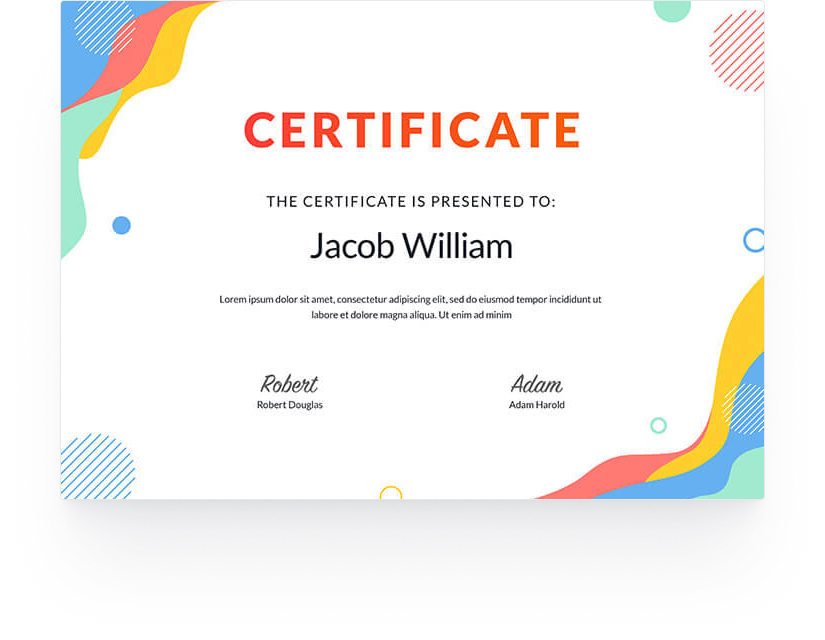 CERTIFICATE
THE CERTIFICATE IS PRESENTED TO:
Jacob William
Lorem ipsum dolor sit amet, consectetur adipiscing elit, sed do eiusmod tempor incididunt ut
labore et dolore magna aliqua. Ut enim ad minim
Robert
Robert Douglas
Adam
Adam Harold